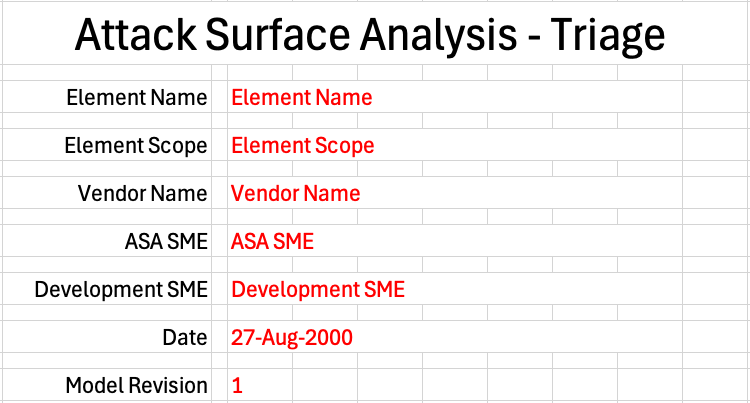 Attack Surface Analysis - Triage
Element Name Element Name
Element Scope Element Scope
Vendor Name Vendor Name
ASA SME ASA SME
Development SME Development SME
Date 27-Aug-2000
Model Revision 1